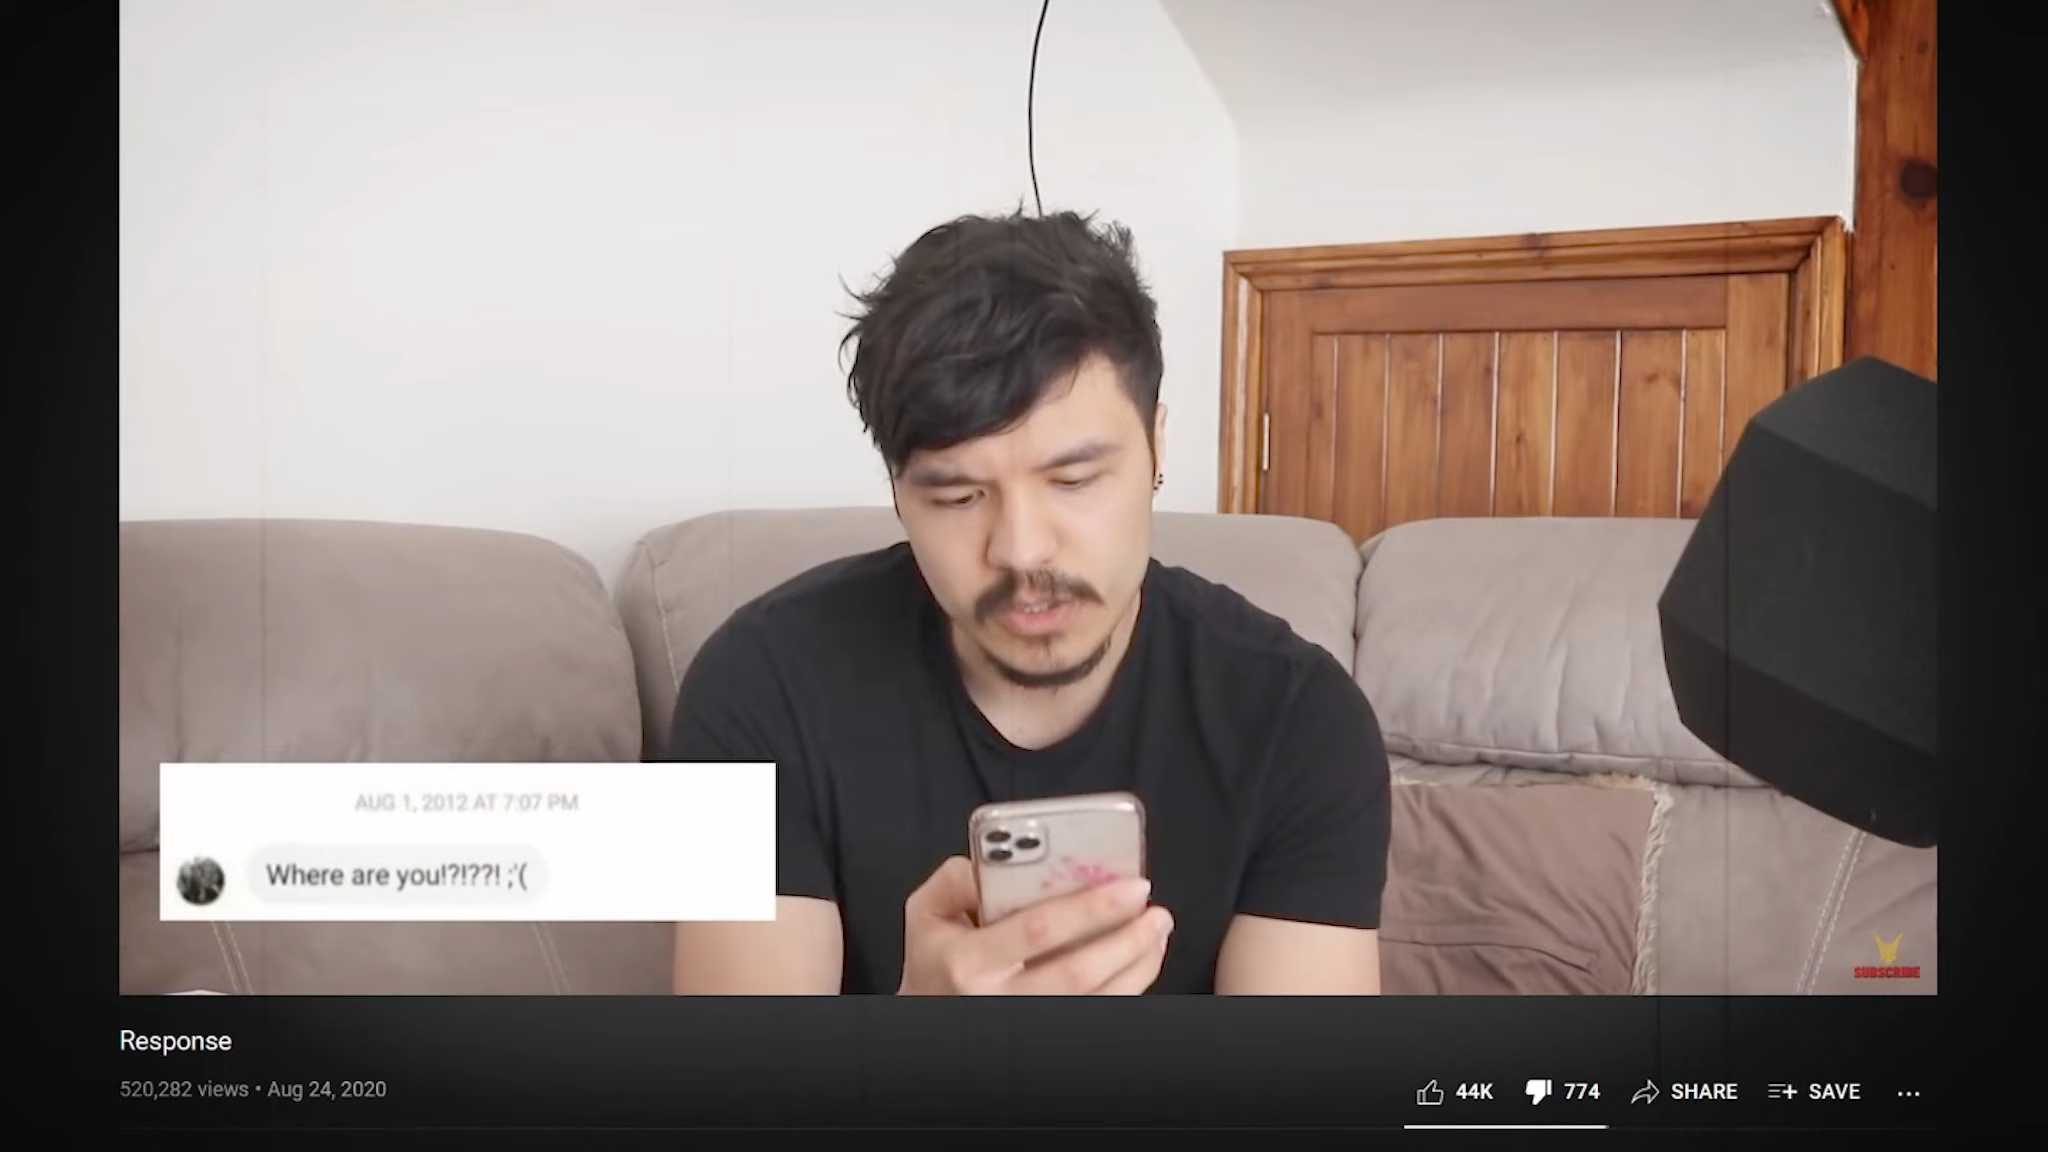 AUG 1, 2012 AT 7:07 PM
Where are you!?!??! ;'(
SUBSCRIBE
Response
520,282 views • Aug 24, 2020
44K 774 SHARE SAVE